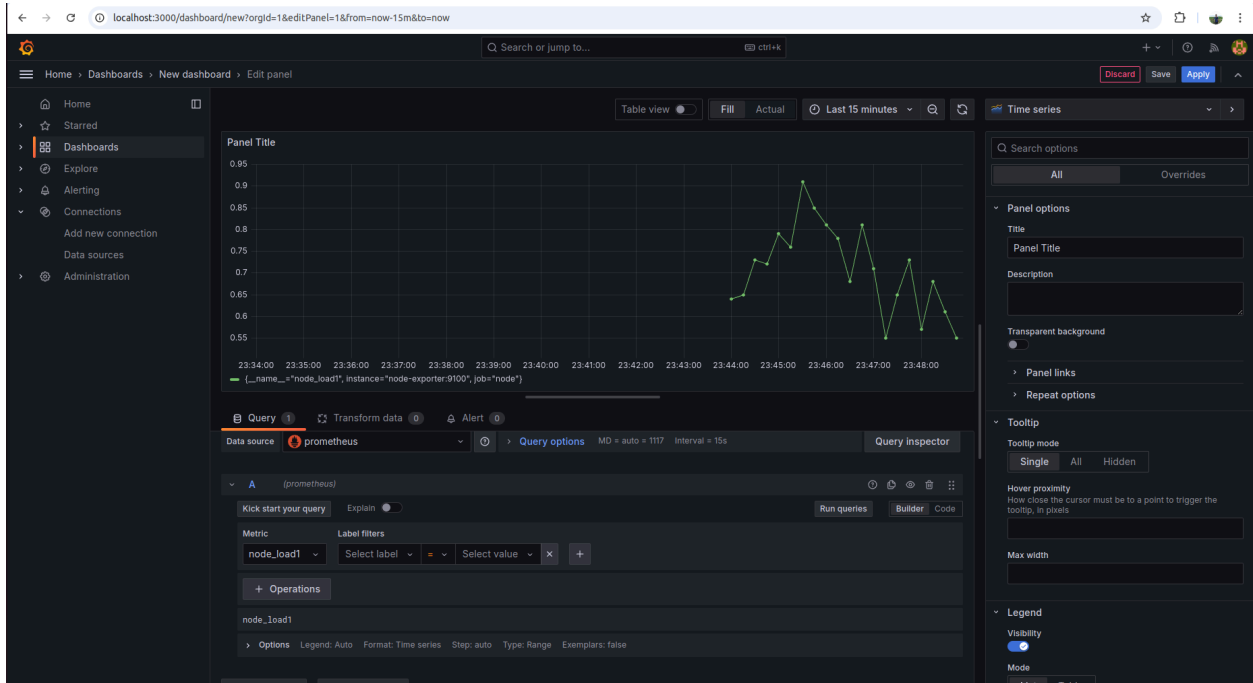 localhost:3000/dashboard/new?orgId=1&editPanel=1&from=now-15m&to=now
Search or jump to... ctrl+k
Home › Dashboards › New dashboard › Edit panel
Discard Save Apply
Home
Starred
Dashboards
Explore
Alerting
Connections
Add new connection
Data sources
Administration
Table view Fill Actual Last 15 minutes
Panel Title
0.95
0.9
0.85
0.8
0.75
0.7
0.65
0.6
0.55
23:34:00 23:35:00 23:36:00 23:37:00 23:38:00 23:39:00 23:40:00 23:41:00 23:42:00 23:43:00 23:44:00 23:45:00 23:46:00 23:47:00 23:48:00
{__name__="node_load1", instance="node-exporter:9100", job="node"}
Query 1 Transform data 0 Alert 0
Data source prometheus Query options MD = auto = 1117 Interval = 15s Query inspector
A (prometheus)
Kick start your query Explain Run queries Builder Code
Metric Label filters
node_load1 Select label = Select value
+ Operations
node_load1
Options Legend: Auto Format: Time series Step: auto Type: Range Exemplars: false
Time series
Search options
All Overrides
Panel options
Title
Panel Title
Description
Transparent background
Panel links
Repeat options
Tooltip
Tooltip mode
Single All Hidden
Hover proximity
How close the cursor must be to a point to trigger the
tooltip, in pixels
Max width
Legend
Visibility
Mode